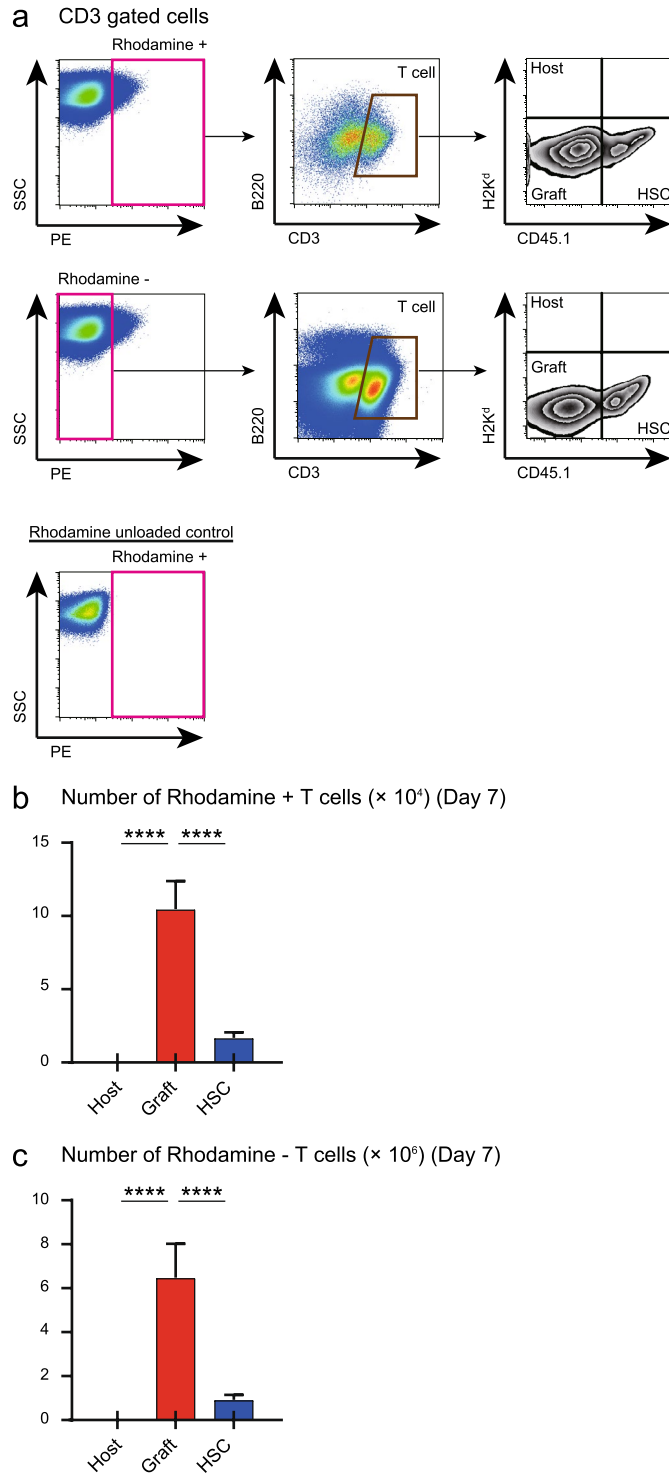 a CD3 gated cells
Rhodamine +
SSC
PE
T cell
B220
CD3
Host
Graft
HSC
H2Kᵈ
CD45.1
Rhodamine -
SSC
PE
T cell
B220
CD3
Host
Graft
HSC
H2Kᵈ
CD45.1
Rhodamine unloaded control
Rhodamine +
SSC
PE
b Number of Rhodamine + T cells (× 10⁴) (Day 7)
**** ****
15
10
5
0
Host Graft HSC
c Number of Rhodamine - T cells (× 10⁶) (Day 7)
**** ****
10
8
6
4
2
0
Host Graft HSC